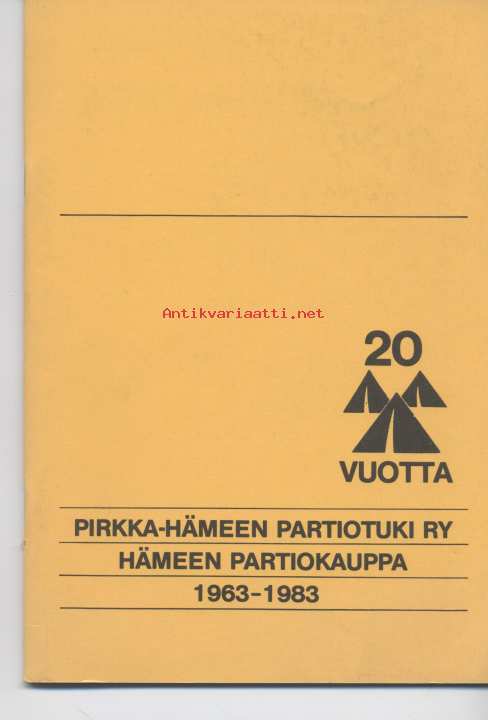 Antikvariaatti.net
20
VUOTTA
PIRKKA-HÄMEEN PARTIOTUKI RY
HÄMEEN PARTIOKAUPPA
1963-1983